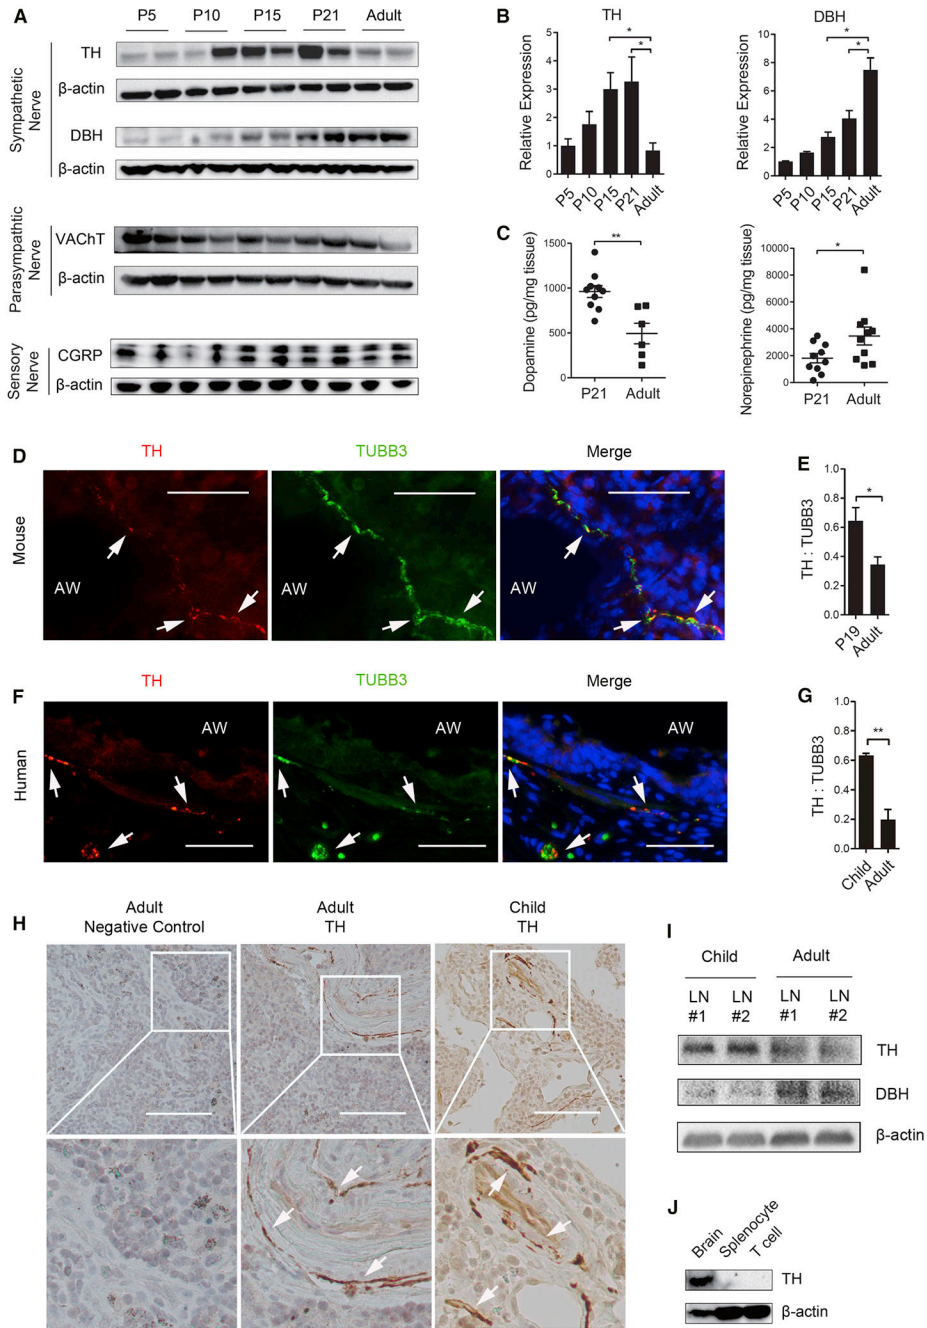 A
P5 P10 P15 P21 Adult
Sympathetic Nerve
TH
β-actin
DBH
β-actin
Parasympathtic Nerve
VAChT
β-actin
Sensory Nerve
CGRP
β-actin
B
TH
Relative Expression
5
4
3
2
1
0
* *
P5 P10 P15 P21 Adult
DBH
Relative Expression
10
8
6
4
2
0
* *
P5 P10 P15 P21 Adult
C
Dopamine (pg/mg tissue)
1500
1000
500
0
**
P21 Adult
Norepinephrine (pg/mg tissue)
10000
8000
6000
4000
2000
0
*
P21 Adult
D
TH TUBB3 Merge
Mouse
AW
E
TH : TUBB3
1.0
0.8
0.6
0.4
0.2
0.0
*
P19 Adult
F
TH TUBB3 Merge
Human
AW AW AW
G
TH : TUBB3
1.0
0.8
0.6
0.4
0.2
0.0
**
Child Adult
H
Adult Negative Control
Adult TH
Child TH
I
Child Adult
LN #1 LN #2 LN #1 LN #2
TH
DBH
β-actin
J
Brain Splenocyte T cell
TH
β-actin